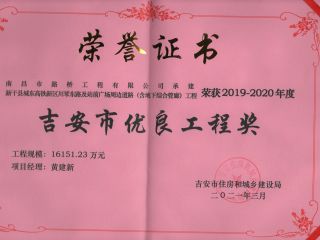 荣誉证书
南昌市路桥工程有限公司承建
新干县城东高铁新区川琴东路及站前广场周边道路（含地下综合管廊）工程 荣获2019-2020年度
吉安市优良工程奖
工程规模：16151.23万元
项目经理：黄建新
吉安市住房和城乡建设局
二〇二一年三月